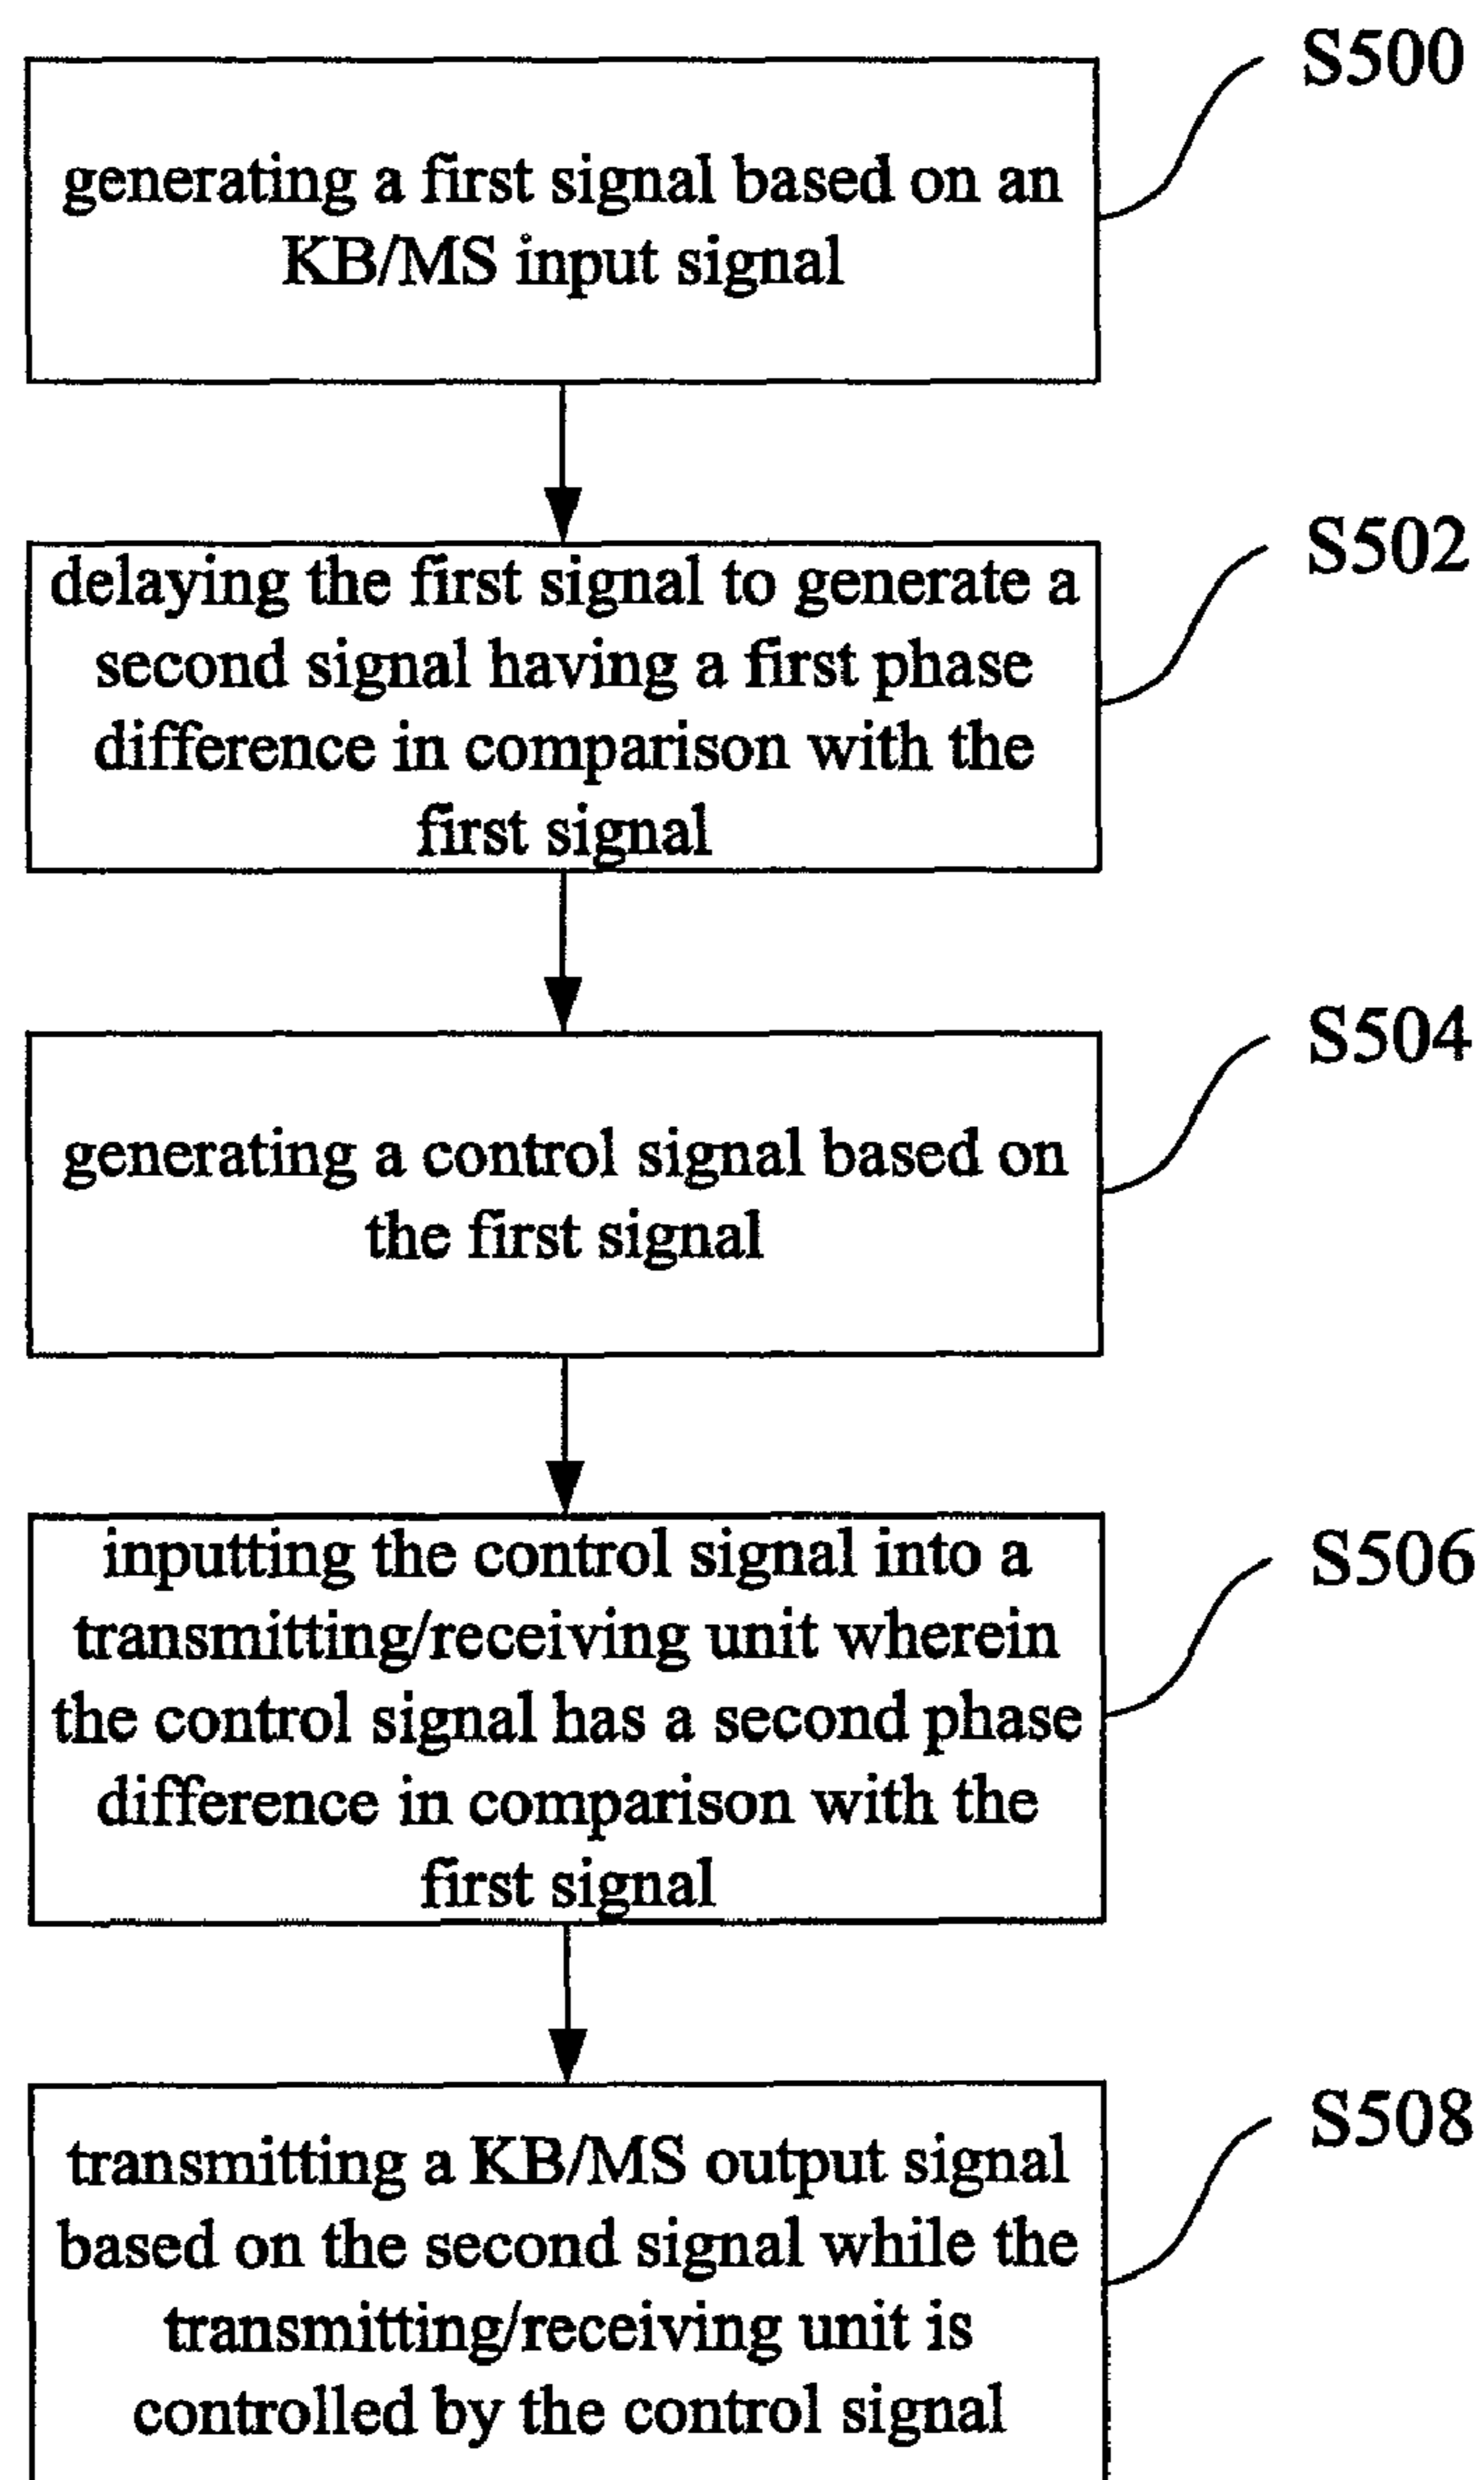 S500
generating a first signal based on an
KB/MS input signal
S502
delaying the first signal to generate a
second signal having a first phase
difference in comparison with the
first signal
S504
generating a control signal based on
the first signal
S506
inputting the control signal into a
transmitting/receiving unit wherein
the control signal has a second phase
difference in comparison with the
first signal
S508
transmitting a KB/MS output signal
based on the second signal while the
transmitting/receiving unit is
controlled by the control signal